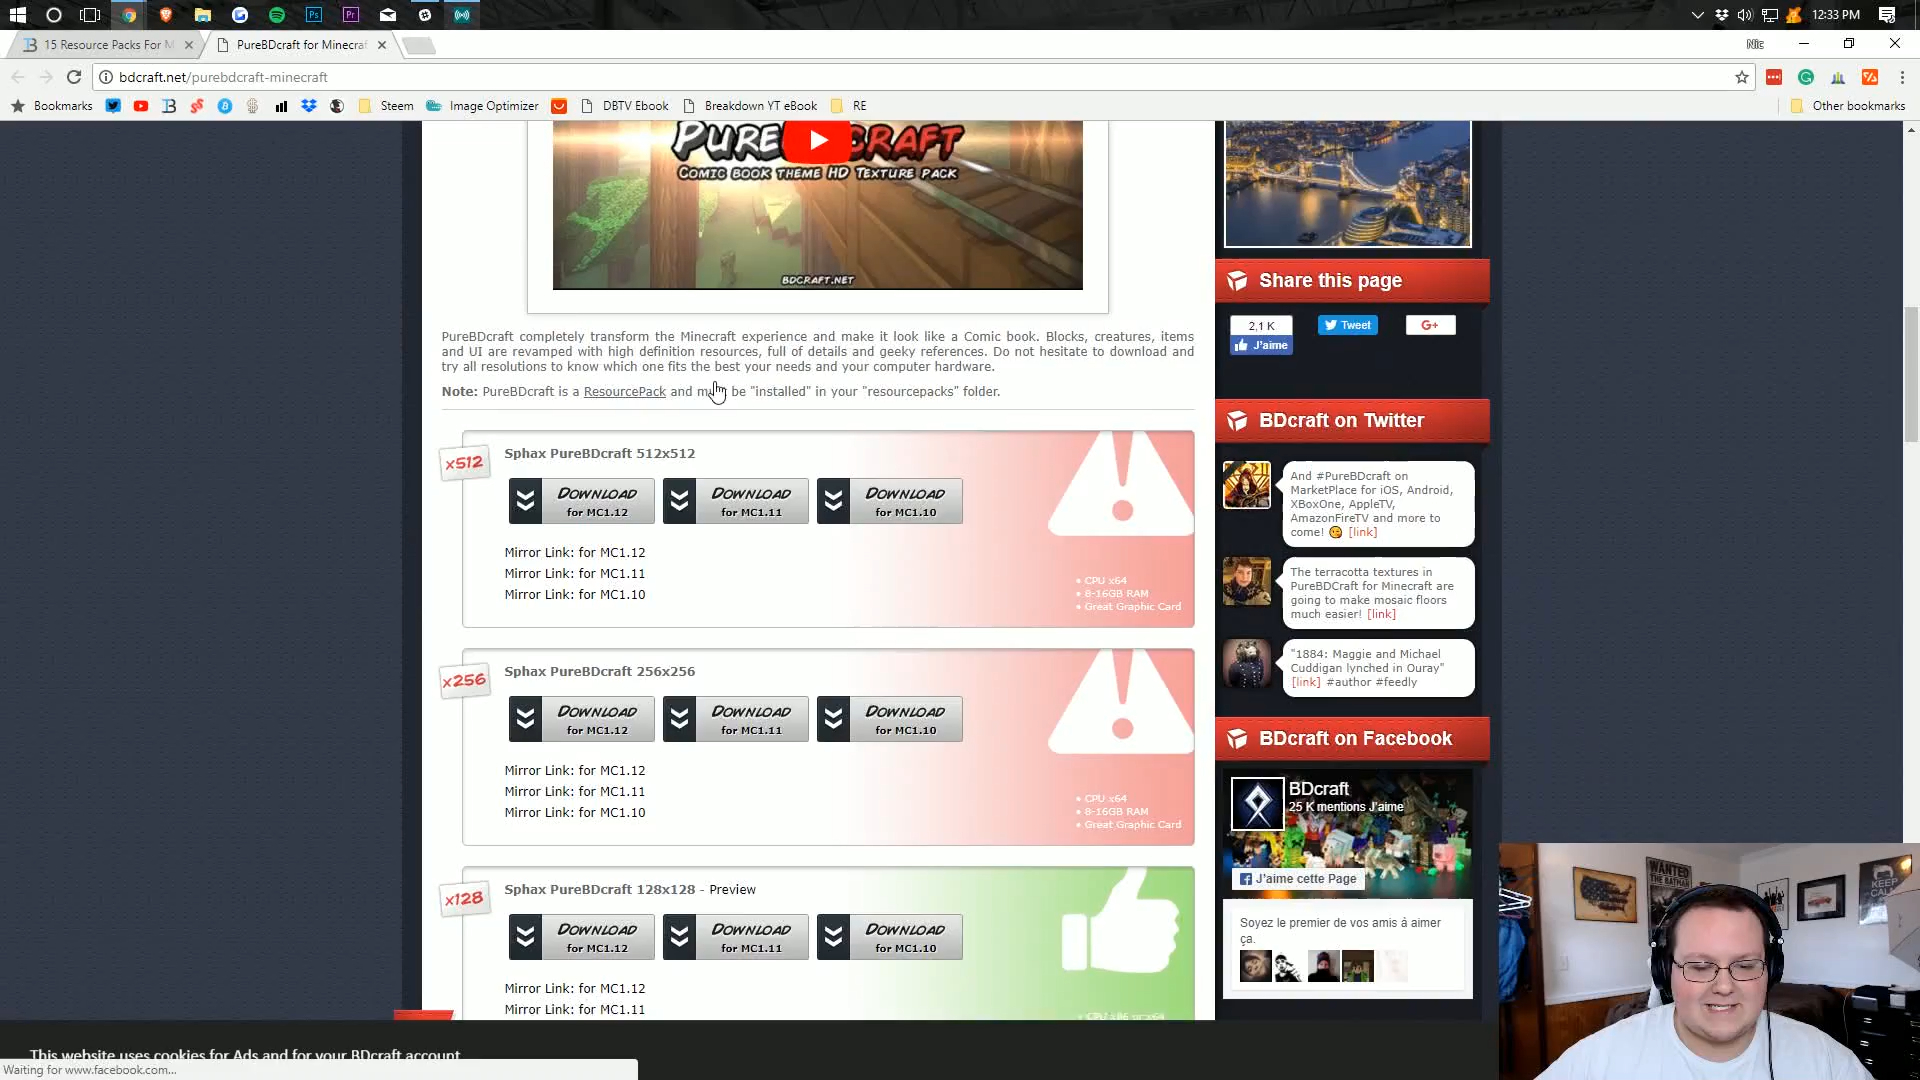 12:33 PM
15 Resource Packs For M
PureBDcraft for Minecraf
Nic
bdcraft.net/purebdcraft-minecraft
Bookmarks
Steem
Image Optimizer
DBTV Ebook
Breakdown YT eBook
RE
Other bookmarks
PureBDcraft
Comic book theme HD Texture pack
BDCRAFT.NET
PureBDcraft completely transform the Minecraft experience and make it look like a Comic book. Blocks, creatures, items
and UI are revamped with high definition resources, full of details and geeky references. Do not hesitate to download and
try all resolutions to know which one fits the best your needs and your computer hardware.
Note: PureBDcraft is a ResourcePack and must be "installed" in your "resourcepacks" folder.
x512
Sphax PureBDcraft 512x512
Download for MC1.12
Download for MC1.11
Download for MC1.10
Mirror Link: for MC1.12
Mirror Link: for MC1.11
Mirror Link: for MC1.10
• CPU x64
• 8-16GB RAM
• Great Graphic Card
x256
Sphax PureBDcraft 256x256
Download for MC1.12
Download for MC1.11
Download for MC1.10
Mirror Link: for MC1.12
Mirror Link: for MC1.11
Mirror Link: for MC1.10
• CPU x64
• 8-16GB RAM
• Great Graphic Card
x128
Sphax PureBDcraft 128x128 - Preview
Download for MC1.12
Download for MC1.11
Download for MC1.10
Mirror Link: for MC1.12
Mirror Link: for MC1.11
• CPU x86 or x64
Share this page
2,1 K
J'aime
Tweet
G+
BDcraft on Twitter
And #PureBDcraft on
MarketPlace for iOS, Android,
XBoxOne, AppleTV,
AmazonFireTV and more to
come! 😋 [link]
The terracotta textures in
PureBDCraft for Minecraft are
going to make mosaic floors
much easier! [link]
"1884: Maggie and Michael
Cuddigan lynched in Ouray"
[link] #author #feedly
BDcraft on Facebook
BDcraft
25 K mentions J'aime
J'aime cette Page
Soyez le premier de vos amis à aimer
ça.
This website uses cookies for Ads and for your BDcraft account
Waiting for www.facebook.com...
WANTED
THE BATMAN
KEEP
CALM